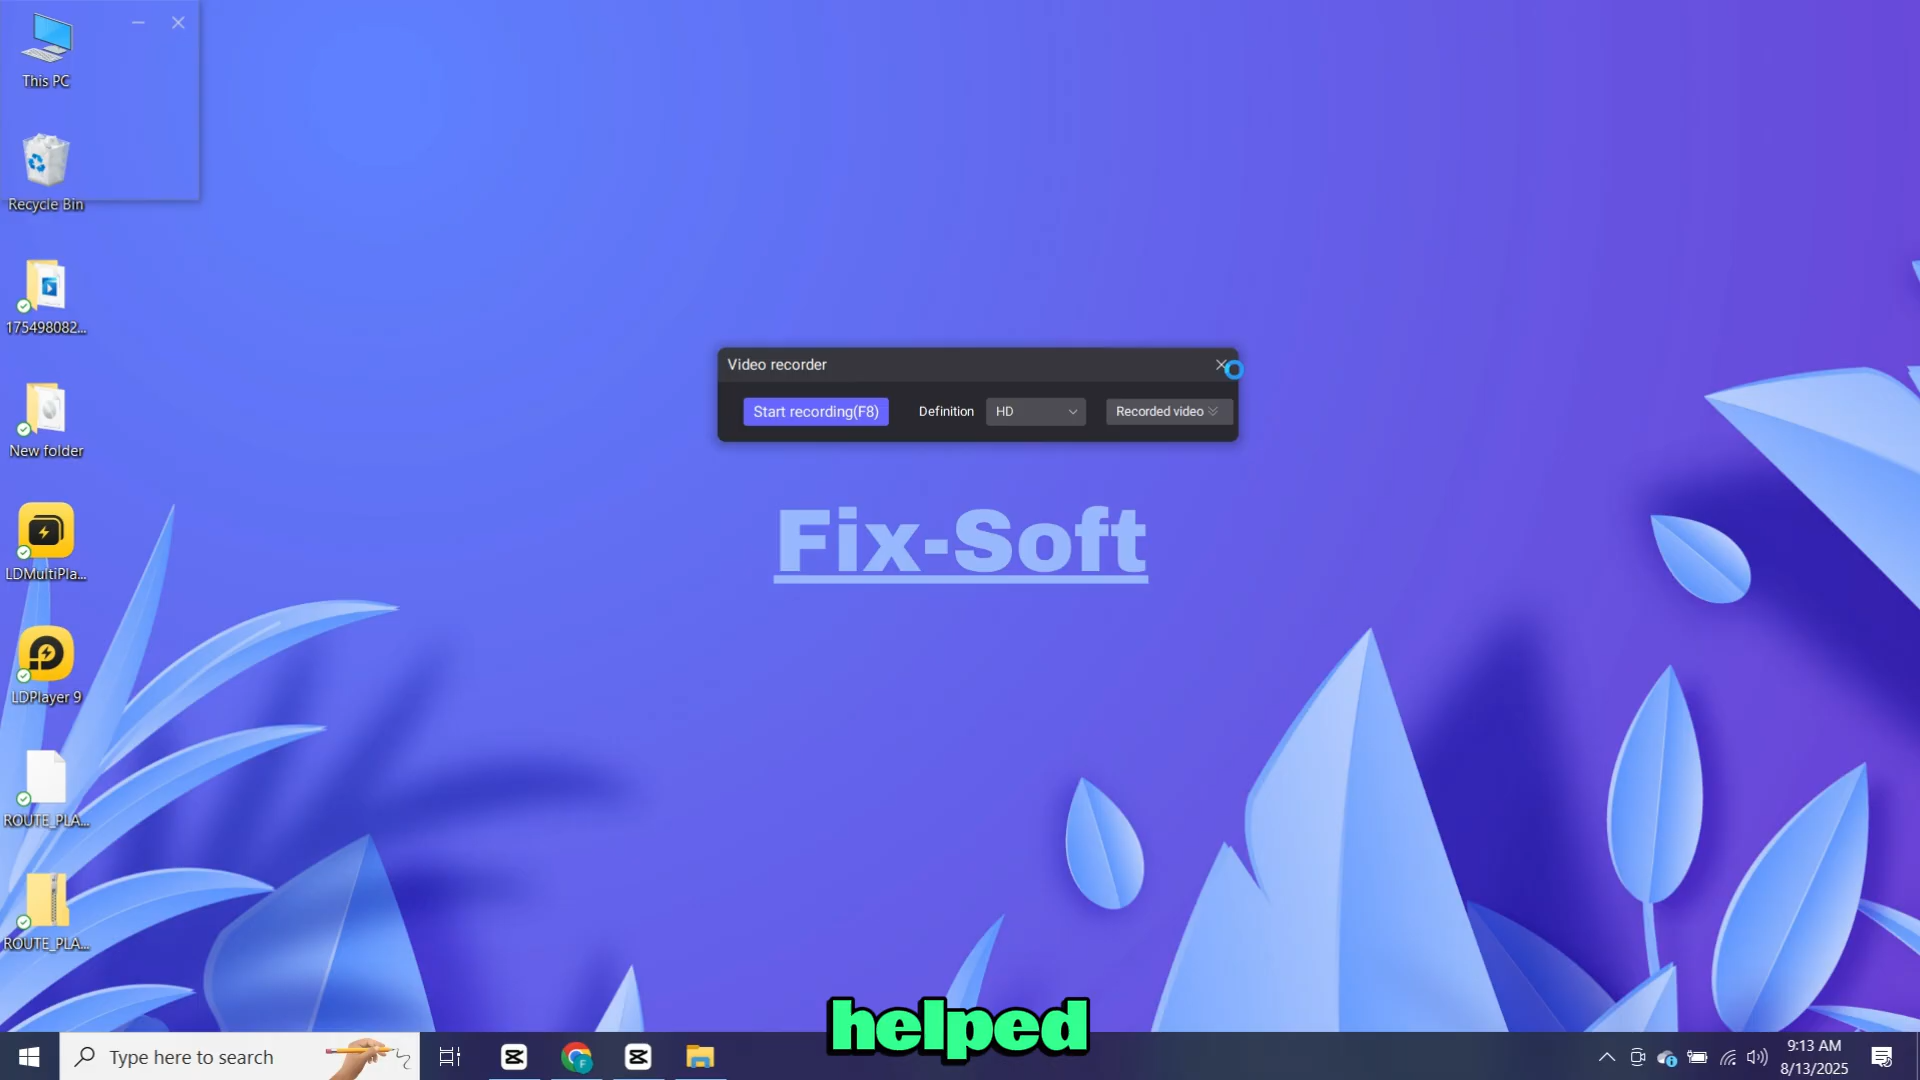 This PC
Recycle Bin
175498082...
New folder
LDMultiPla...
LDPlayer 9
ROUTE_PLA...
ROUTE_PLA...
Video recorder
Start recording(F8)
Definition
HD
Recorded video
Fix-Soft
helped
Type here to search
F
9:13 AM
8/13/2025